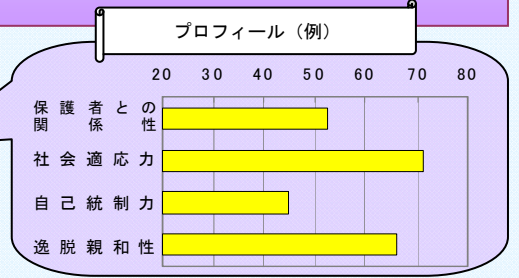 プロフィール（例）
20 30 40 50 60 70 80
保護者との
関係性
社会適応力
自己統制力
逸脱親和性